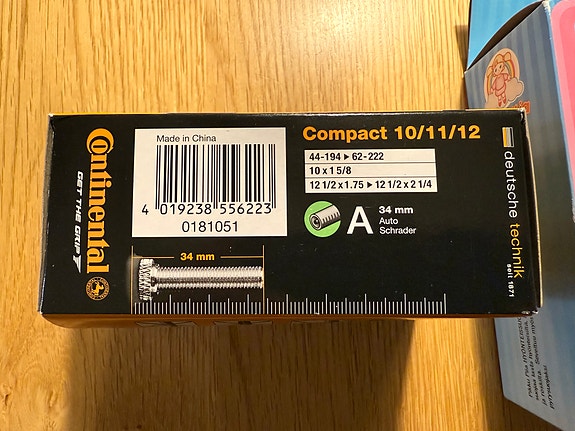 Continental
GET THE GRIP
Made in China
4 019238 556223
0181051
34 mm
Compact 10/11/12
44-194 ▸ 62-222
10 x 1 5/8
12 1/2 x 1.75 ▸ 12 1/2 x 2 1/4
A
34 mm
Auto
Schrader
deutsche technik
seit 1871